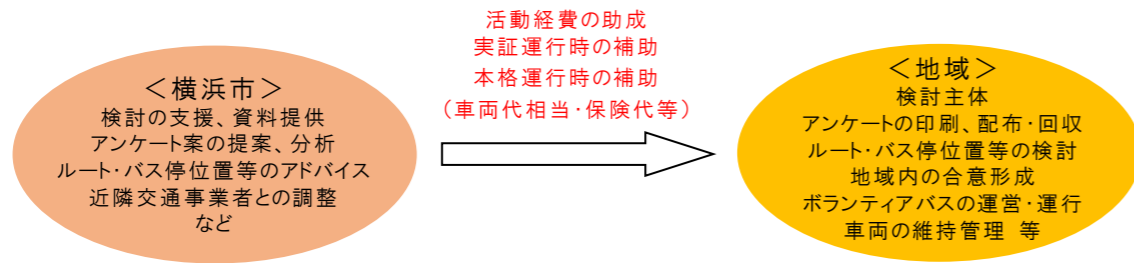 活動経費の助成
実証運行時の補助
本格運行時の補助
（車両代相当・保険代等）
＜横浜市＞
検討の支援、資料提供
アンケート案の提案、分析
ルート・バス停位置等のアドバイス
近隣交通事業者との調整
など
＜地域＞
検討主体
アンケートの印刷、配布・回収
ルート・バス停位置等の検討
地域内の合意形成
ボランティアバスの運営・運行
車両の維持管理 等